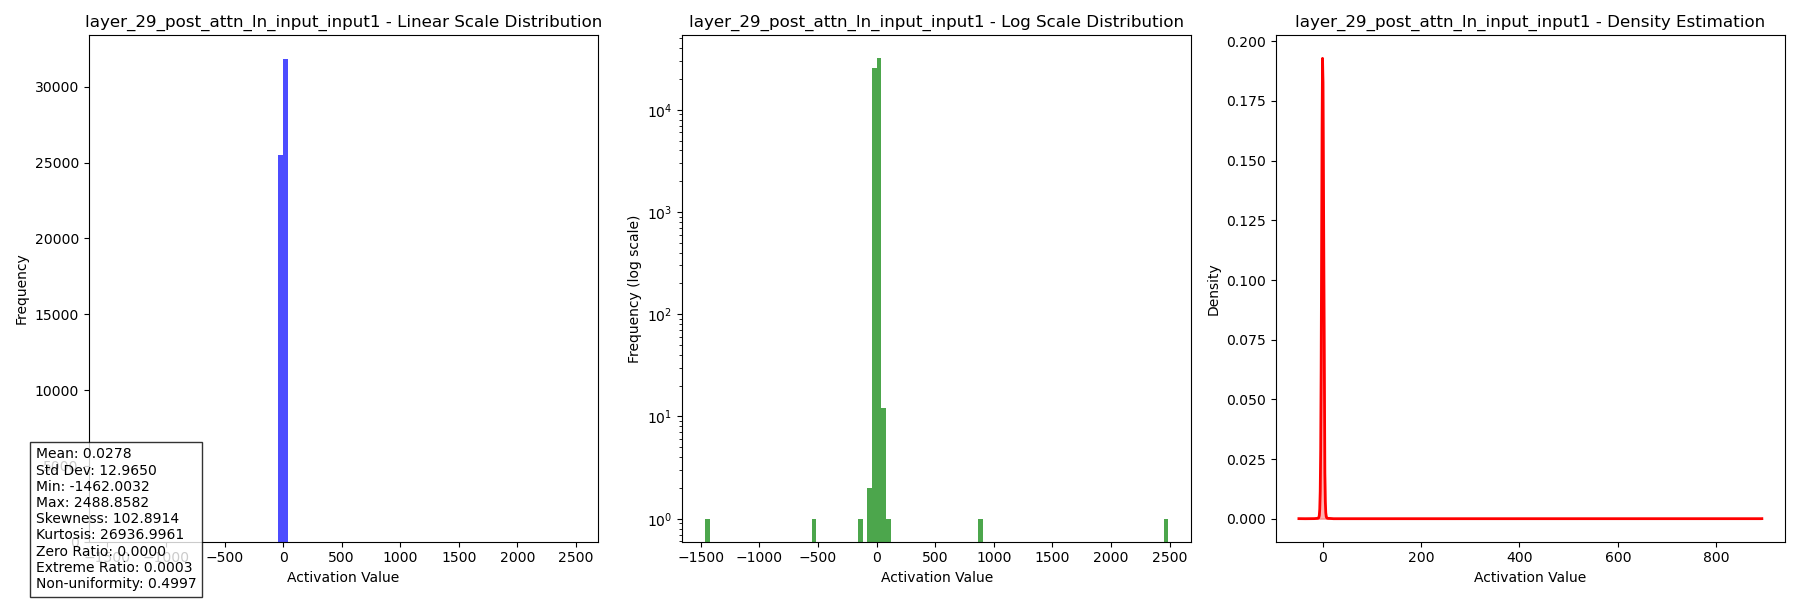 layer_29_post_attn_ln_input_input1 - Linear Scale Distribution
Frequency
30000
25000
20000
15000
10000
−500
0
500
1000
1500
2000
2500
Activation Value
Mean: 0.0278
Std Dev: 12.9650
Min: -1462.0032
Max: 2488.8582
Skewness: 102.8914
Kurtosis: 26936.9961
Zero Ratio: 0.0000
Extreme Ratio: 0.0003
Non-uniformity: 0.4997
layer_29_post_attn_ln_input_input1 - Log Scale Distribution
Frequency (log scale)
10⁴
10³
10²
10¹
10⁰
−1500
−1000
−500
0
500
1000
1500
2000
2500
Activation Value
layer_29_post_attn_ln_input_input1 - Density Estimation
Density
0.200
0.175
0.150
0.125
0.100
0.075
0.050
0.025
0.000
0
200
400
600
800
Activation Value